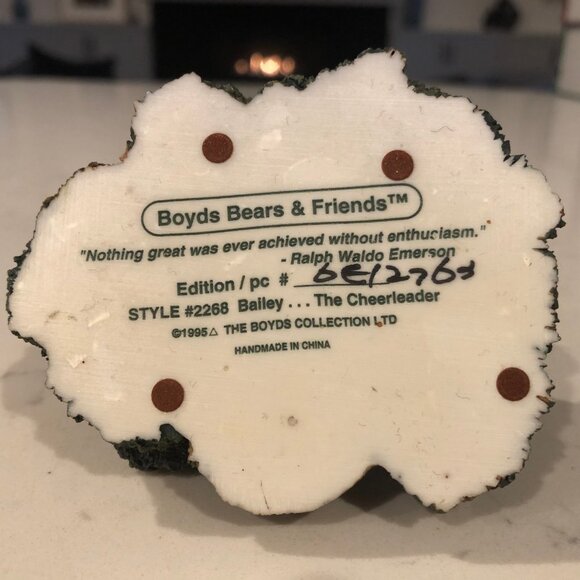 Boyds Bears & Friends™
"Nothing great was ever achieved without enthusiasm."
- Ralph Waldo Emerson
Edition / pc #
STYLE #2268 Bailey . . . The Cheerleader
©1995△ THE BOYDS COLLECTION LTD
HANDMADE IN CHINA